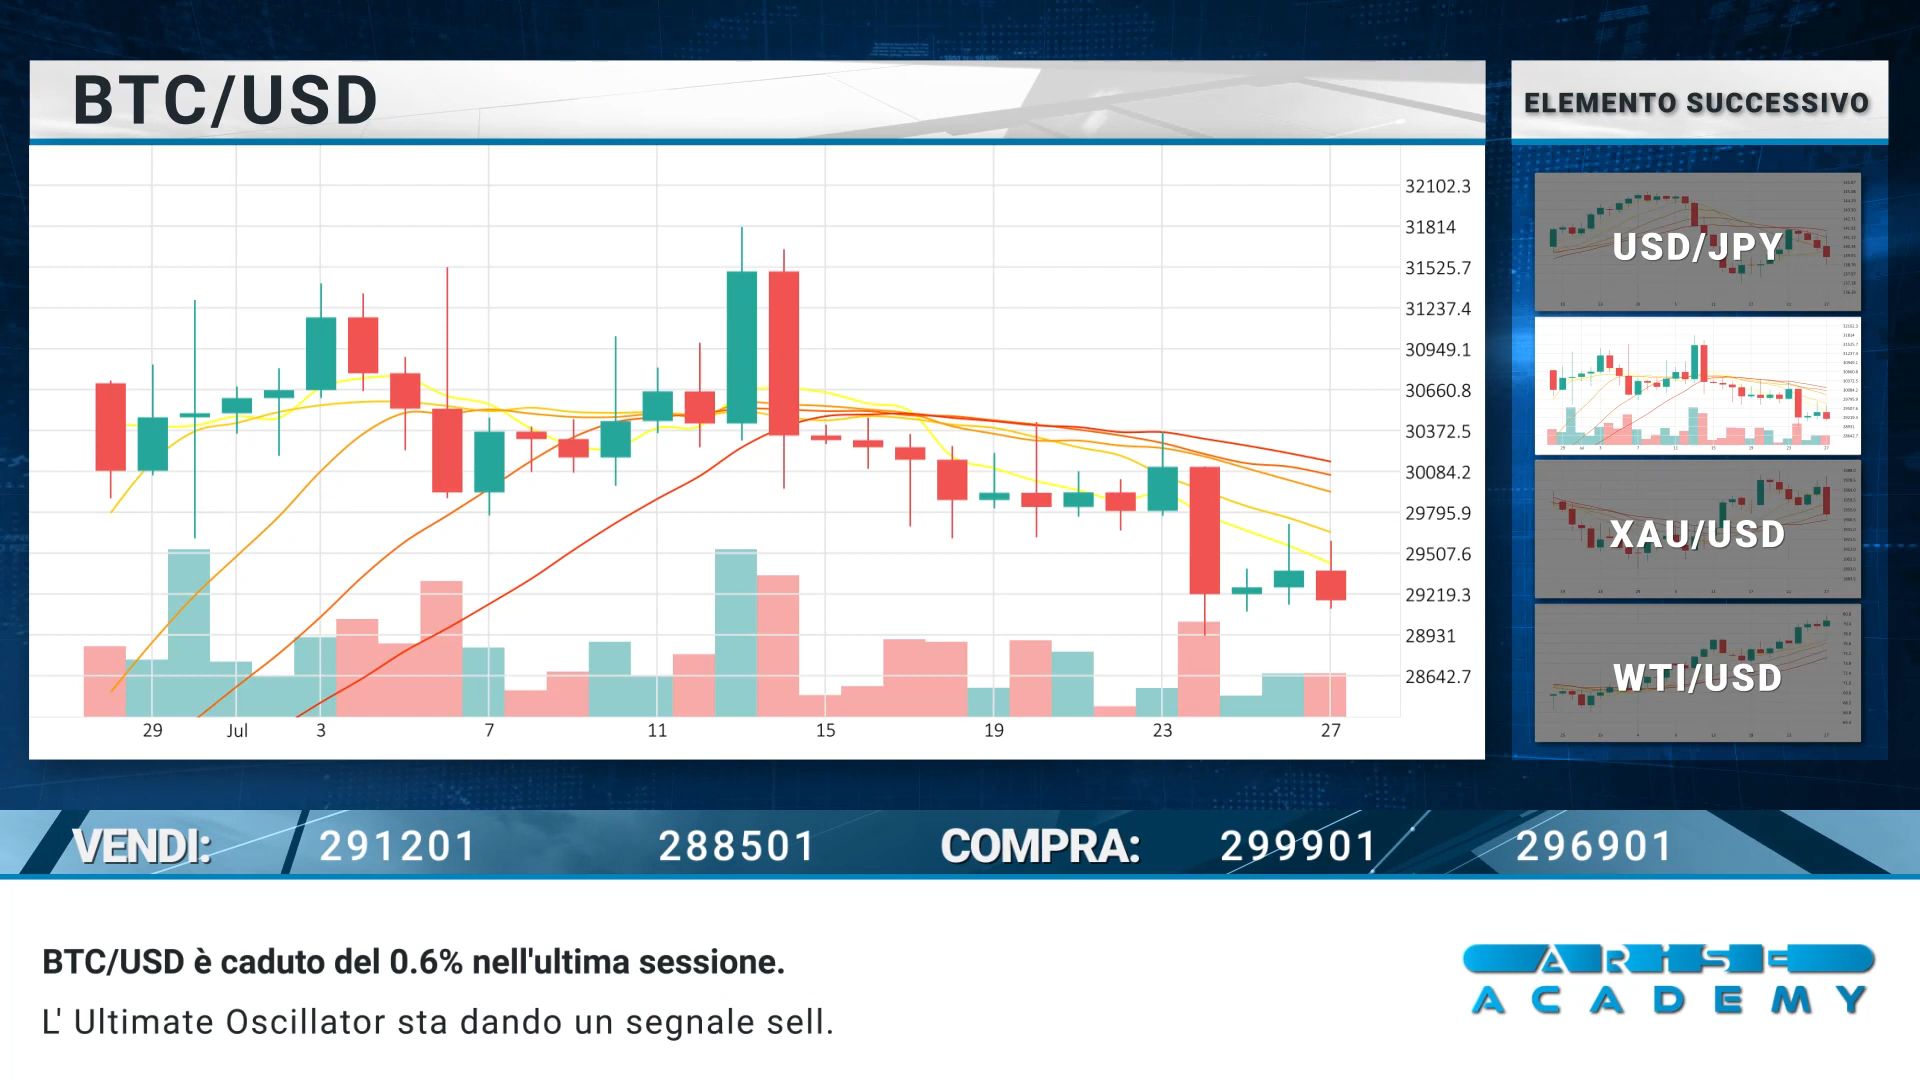 BTC/USD
ELEMENTO SUCCESSIVO
32102.3
31814
31525.7
31237.4
30949.1
30660.8
30372.5
30084.2
29795.9
29507.6
29219.3
28931
28642.7
29 Jul 3 7 11 15 19 23 27
USD/JPY
XAU/USD
WTI/USD
VENDI: 291201 288501 COMPRA: 299901 296901
BTC/USD è caduto del 0.6% nell'ultima sessione.
L' Ultimate Oscillator sta dando un segnale sell.
ARISE
ACADEMY